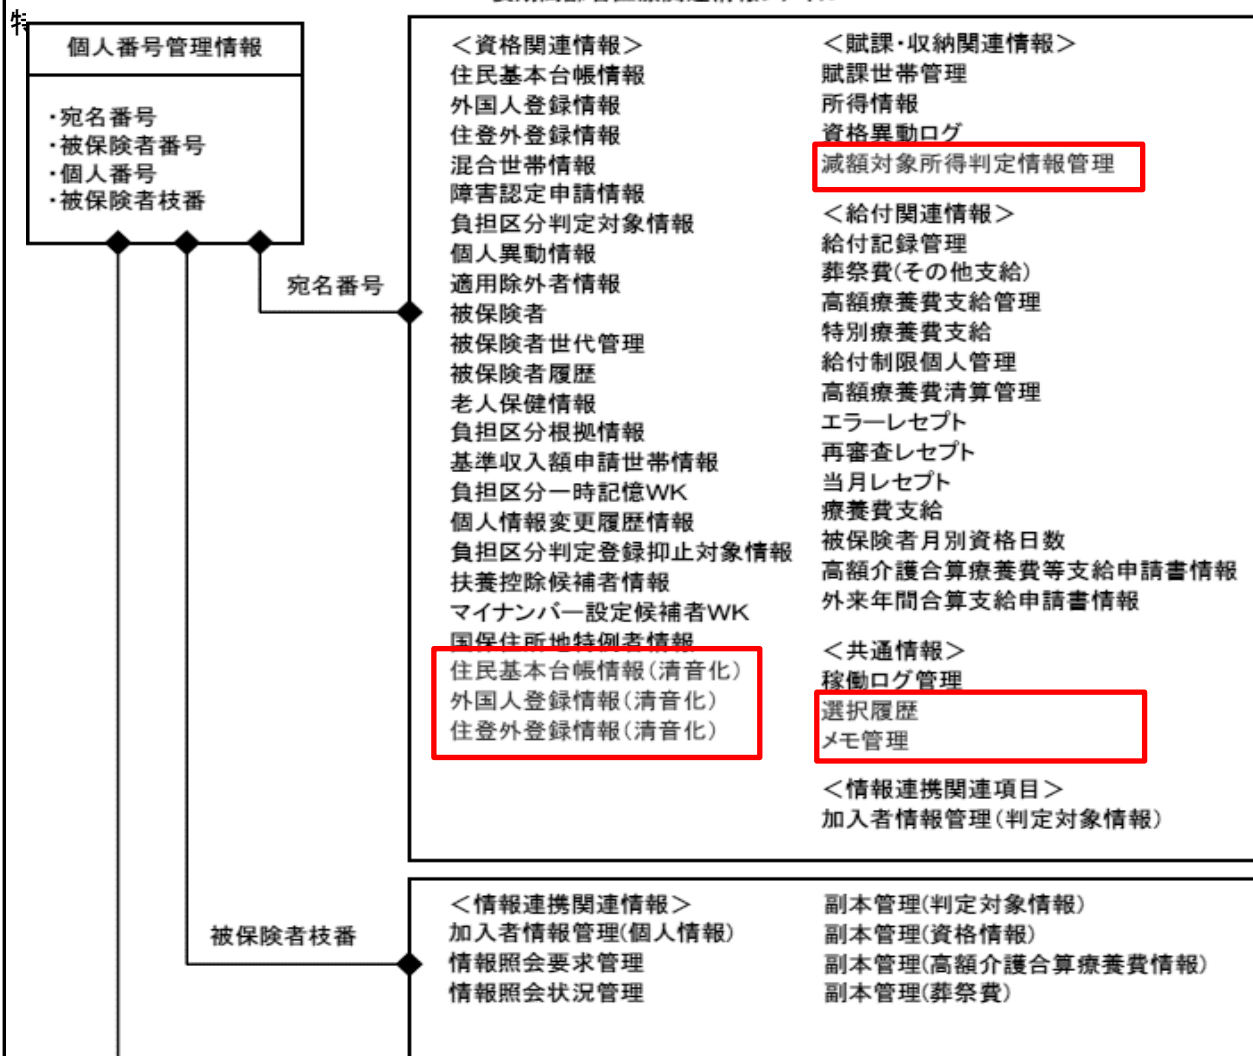 特
個人番号管理情報
・宛名番号
・被保険者番号
・個人番号
・被保険者枝番
宛名番号
＜資格関連情報＞
住民基本台帳情報
外国人登録情報
住登外登録情報
混合世帯情報
障害認定申請情報
負担区分判定対象情報
個人異動情報
適用除外者情報
被保険者
被保険者世代管理
被保険者履歴
老人保健情報
負担区分根拠情報
基準収入額申請世帯情報
負担区分一時記憶WK
個人情報変更履歴情報
負担区分判定登録抑止対象情報
扶養控除候補者情報
マイナンバー設定候補者WK
国保住所地特例者情報
住民基本台帳情報(清音化)
外国人登録情報(清音化)
住登外登録情報(清音化)
＜賦課・収納関連情報＞
賦課世帯管理
所得情報
資格異動ログ
減額対象所得判定情報管理
＜給付関連情報＞
給付記録管理
葬祭費(その他支給)
高額療養費支給管理
特別療養費支給
給付制限個人管理
高額療養費清算管理
エラーレセプト
再審査レセプト
当月レセプト
療養費支給
被保険者月別資格日数
高額介護合算療養費等支給申請書情報
外来年間合算支給申請書情報
＜共通情報＞
稼働ログ管理
選択履歴
メモ管理
＜情報連携関連項目＞
加入者情報管理(判定対象情報)
被保険者枝番
＜情報連携関連情報＞
加入者情報管理(個人情報)
情報照会要求管理
情報照会状況管理
副本管理(判定対象情報)
副本管理(資格情報)
副本管理(高額介護合算療養費情報)
副本管理(葬祭費)